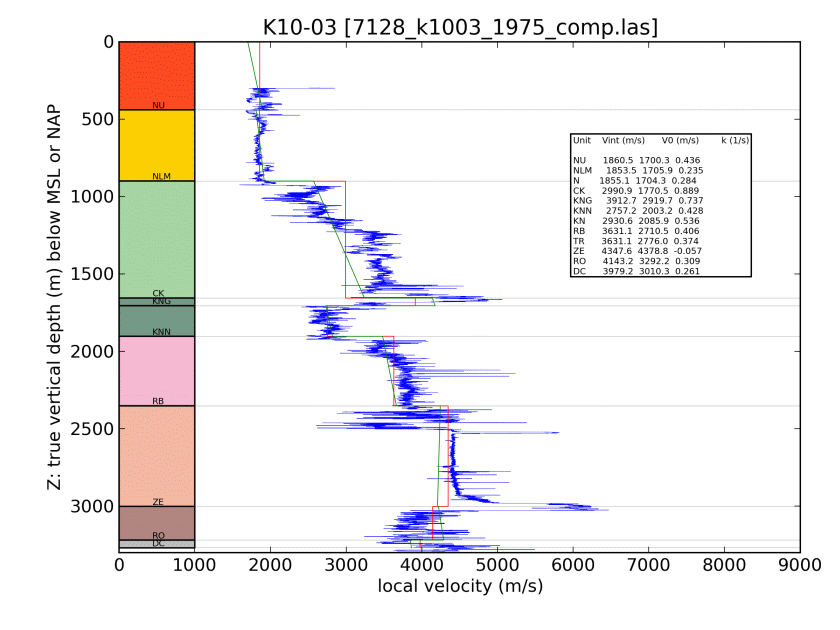 K10-03 [7128_k1003_1975_comp.las]
Z: true vertical depth (m) below MSL or NAP
0
500
1000
1500
2000
2500
3000
NU
NLM
CK
KNG
KNN
RB
ZE
RO
DC
Unit Vint (m/s) V0 (m/s) k (1/s)
NU 1860.5 1700.3 0.436
NLM 1853.5 1705.9 0.235
N 1855.1 1704.3 0.284
CK 2990.9 1770.5 0.889
KNG 3912.7 2919.7 0.737
KNN 2757.2 2003.2 0.428
KN 2930.6 2085.9 0.536
RB 3631.1 2710.5 0.406
TR 3631.1 2776.0 0.374
ZE 4347.6 4378.8 -0.057
RO 4143.2 3292.2 0.309
DC 3979.2 3010.3 0.261
0 1000 2000 3000 4000 5000 6000 7000 8000 9000
local velocity (m/s)